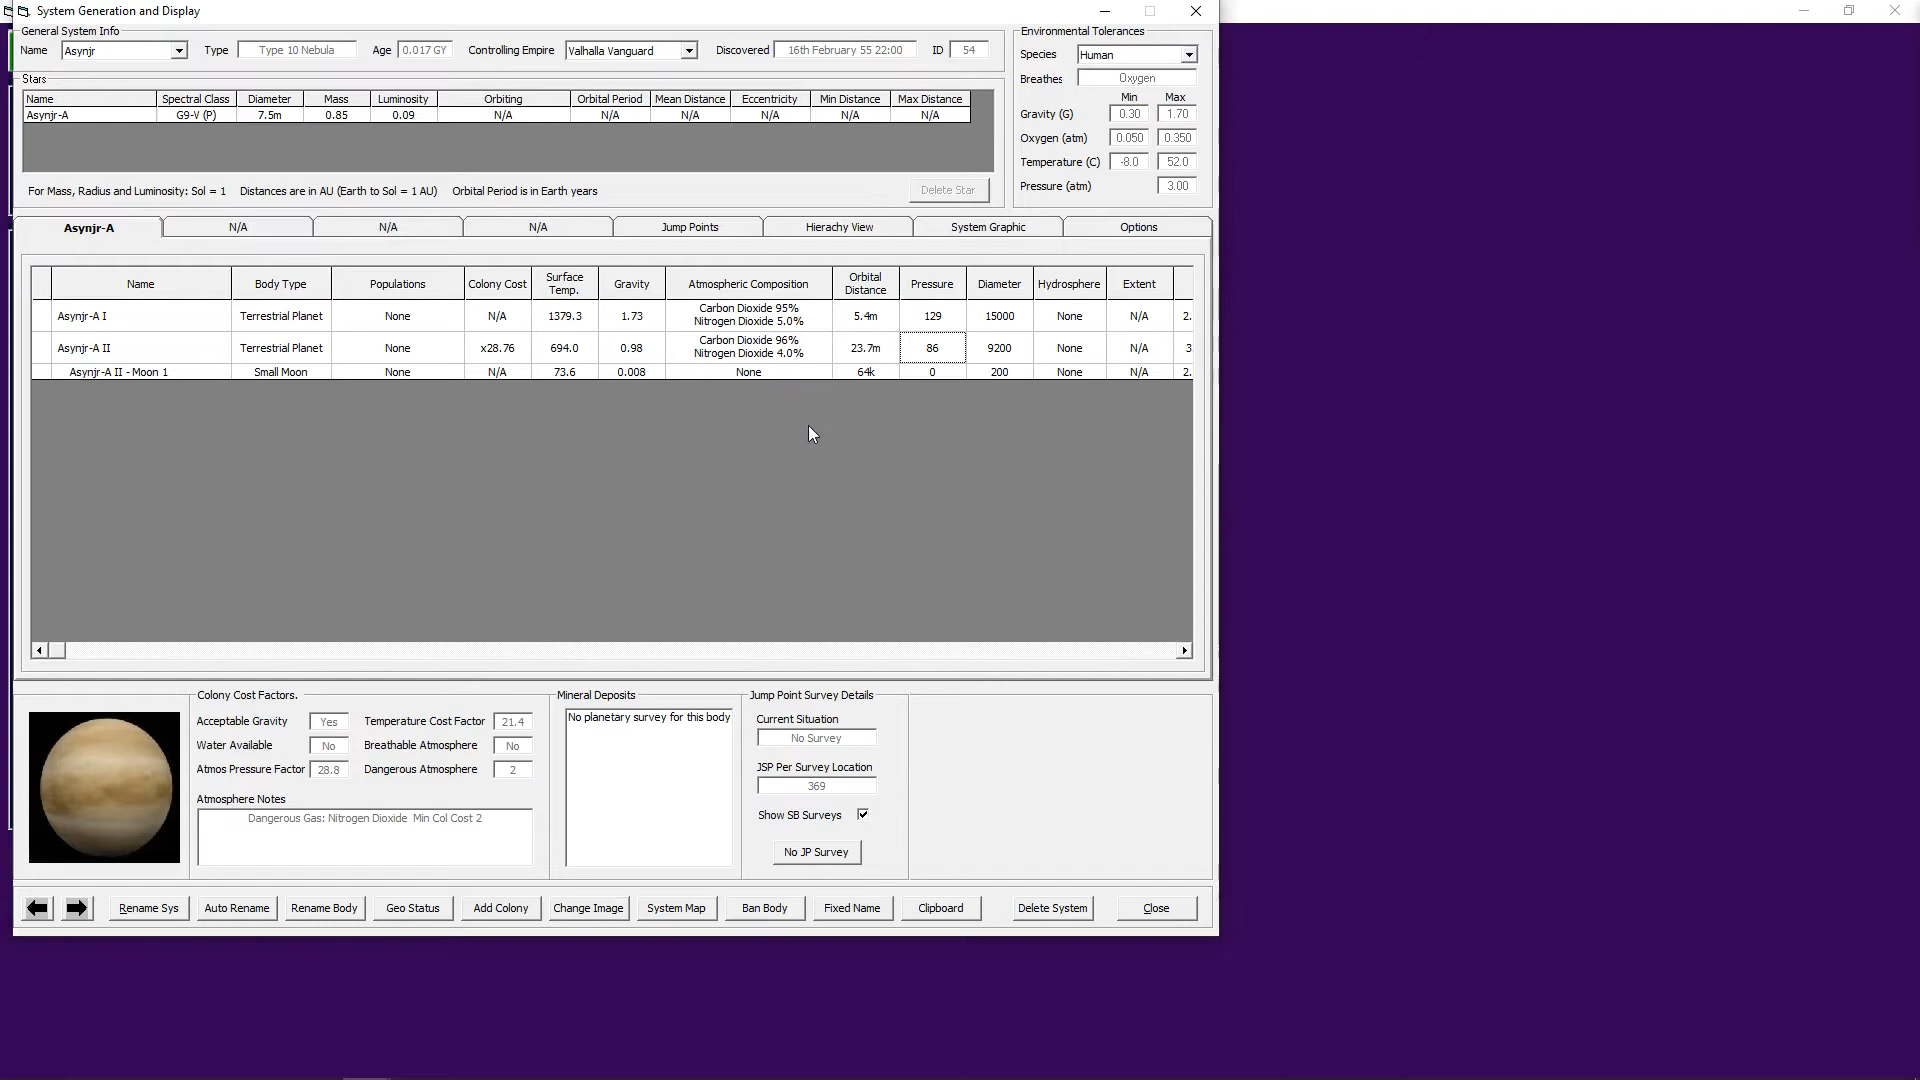 System Generation and Display
General System Info
Name Asynjr Type Type 10 Nebula Age 0.017 GY Controlling Empire Valhalla Vanguard Discovered 16th February 55 22:00 ID 54
Environmental Tolerances
Species Human
Breathes Oxygen
Min Max
Gravity (G) 0.30 1.70
Oxygen (atm) 0.050 0.350
Temperature (C) -8.0 52.0
Pressure (atm) 3.00
Stars
Name Spectral Class Diameter Mass Luminosity Orbiting Orbital Period Mean Distance Eccentricity Min Distance Max Distance
Asynjr-A G9-V (P) 7.5m 0.85 0.09 N/A N/A N/A N/A N/A N/A
For Mass, Radius and Luminosity: Sol = 1 Distances are in AU (Earth to Sol = 1 AU) Orbital Period is in Earth years Delete Star
Asynjr-A N/A N/A N/A Jump Points Hierachy View System Graphic Options
Name Body Type Populations Colony Cost Surface Temp. Gravity Atmospheric Composition Orbital Distance Pressure Diameter Hydrosphere Extent
Asynjr-A I Terrestrial Planet None N/A 1379.3 1.73 Carbon Dioxide 95% Nitrogen Dioxide 5.0% 5.4m 129 15000 None N/A 2.
Asynjr-A II Terrestrial Planet None x28.76 694.0 0.98 Carbon Dioxide 96% Nitrogen Dioxide 4.0% 23.7m 86 9200 None N/A 3
Asynjr-A II - Moon 1 Small Moon None N/A 73.6 0.008 None 64k 0 200 None N/A 2.
Colony Cost Factors.
Acceptable Gravity Yes Temperature Cost Factor 21.4
Water Available No Breathable Atmosphere No
Atmos Pressure Factor 28.8 Dangerous Atmosphere 2
Atmosphere Notes
Dangerous Gas: Nitrogen Dioxide Min Col Cost 2
Mineral Deposits
No planetary survey for this body
Jump Point Survey Details
Current Situation
No Survey
JSP Per Survey Location
369
Show SB Surveys
No JP Survey
Rename Sys Auto Rename Rename Body Geo Status Add Colony Change Image System Map Ban Body Fixed Name Clipboard Delete System Close